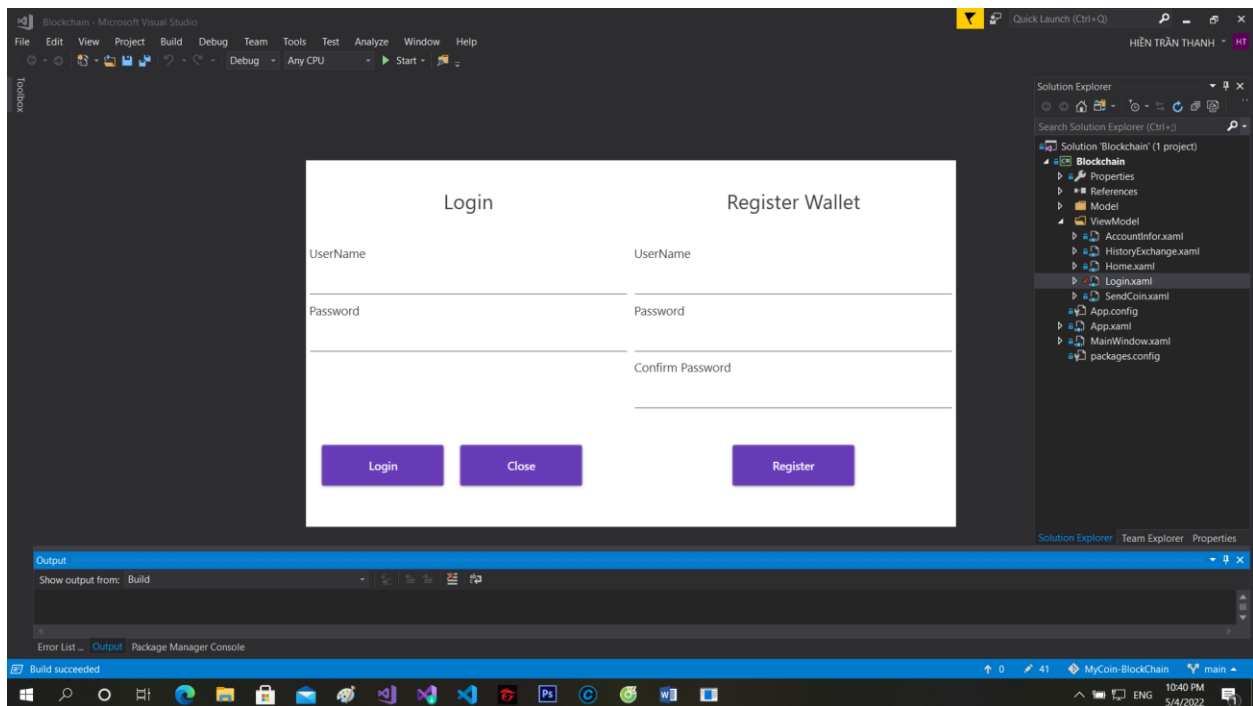 Blockchain - Microsoft Visual Studio
Quick Launch (Ctrl+Q)
File Edit View Project Build Debug Team Tools Test Analyze Window Help
HIỀN TRẦN THANH HT
Debug Any CPU Start
Toolbox
Solution Explorer
Search Solution Explorer (Ctrl+;)
Solution 'Blockchain' (1 project)
C# Blockchain
Properties
References
Model
ViewModel
AccountInfor.xaml
HistoryExchange.xaml
Home.xaml
Login.xaml
SendCoin.xaml
App.config
App.xaml
MainWindow.xaml
packages.config
Login Register Wallet
UserName UserName
Password Password
Confirm Password
Login Close Register
Solution Explorer Team Explorer Properties
Output
Show output from: Build
Error List ... Output Package Manager Console
Build succeeded
0 41 MyCoin-BlockChain main
Ps C W
ENG
10:40 PM
5/4/2022
1